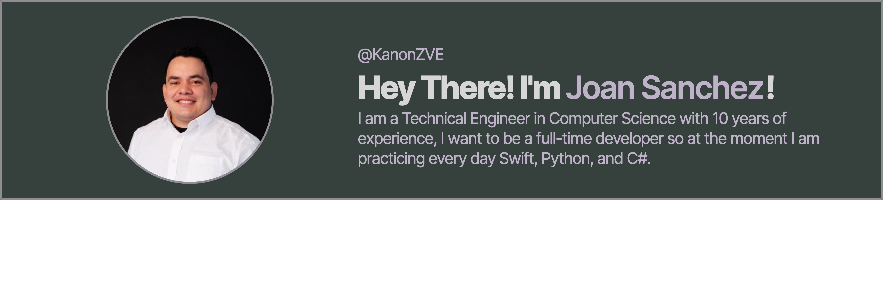 @KanonZVE
Hey There! I'm Joan Sanchez!
I am a Technical Engineer in Computer Science with 10 years of
experience, I want to be a full-time developer so at the moment I am
practicing every day Swift, Python, and C#.